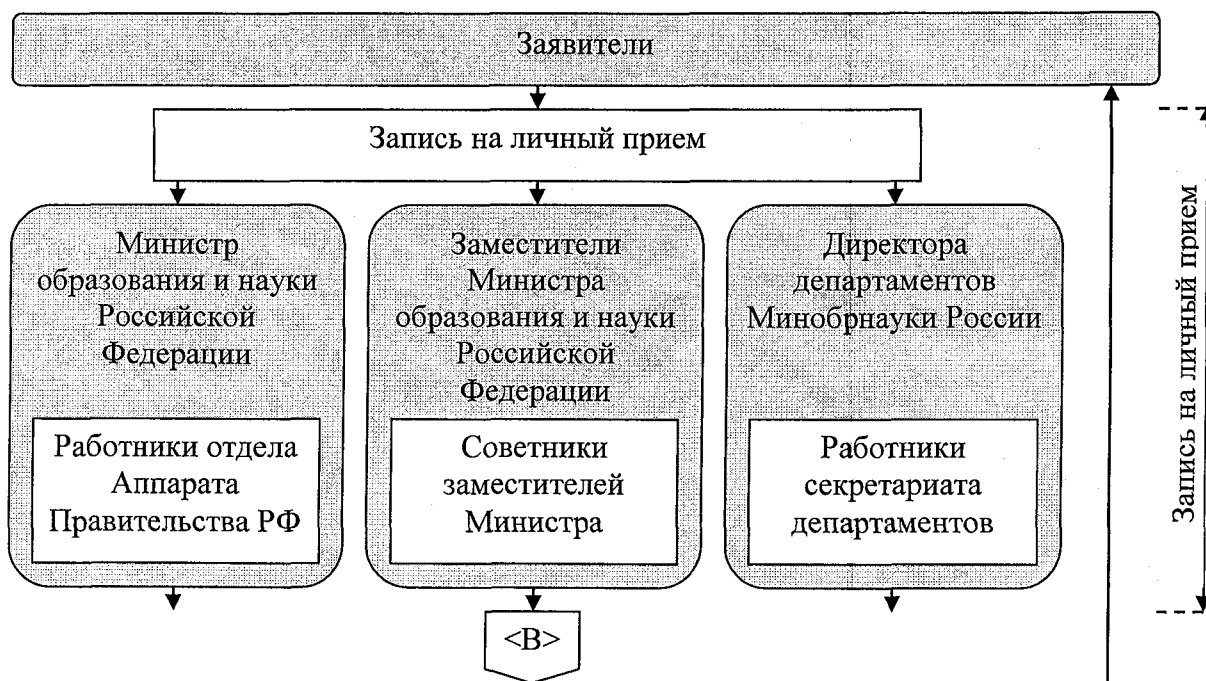 Заявители
Запись на личный прием
Министр
образования и науки
Российской
Федерации
Работники отдела
Аппарата
Правительства РФ
Заместители
Министра
образования и науки
Российской
Федерации
Советники
заместителей
Министра
Директора
департаментов
Минобрнауки России
Работники
секретариата
департаментов
Запись на личный прием
<В>